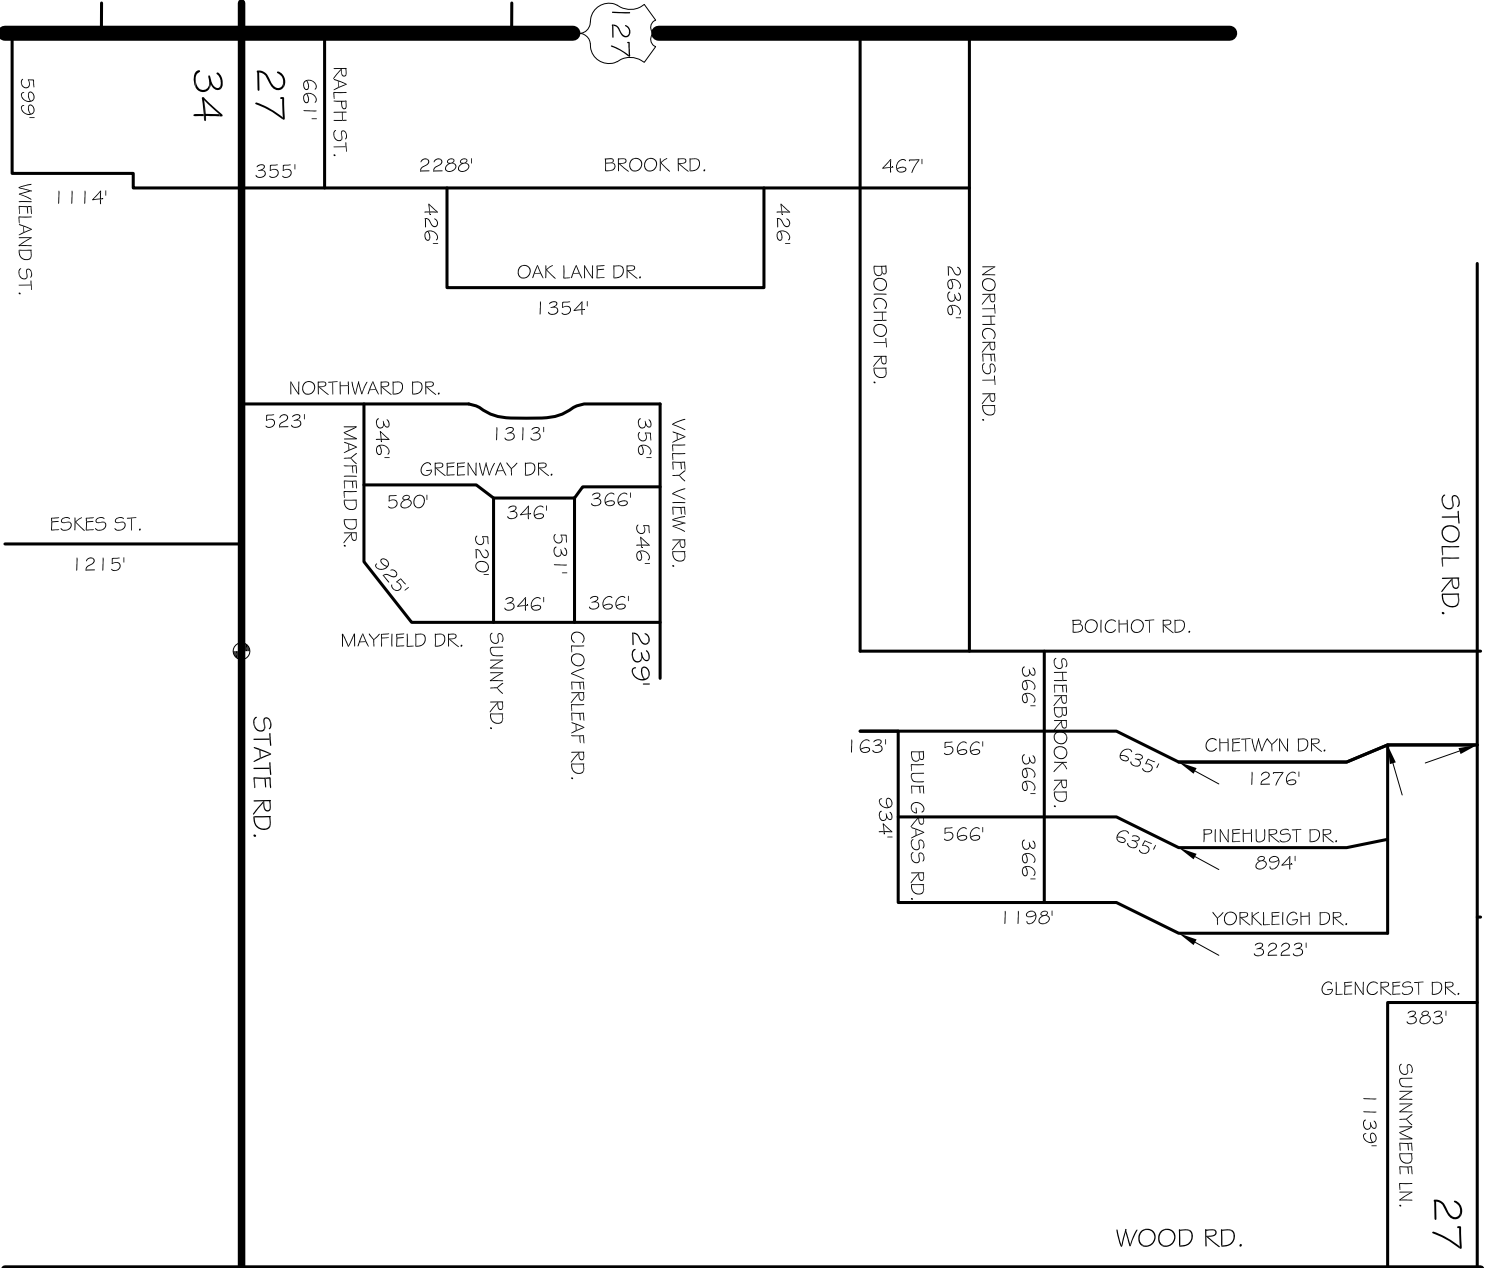 127
599'
34
27
661'
RALPH ST.
355'
2288'
BROOK RD.
467'
WIELAND ST.
1114'
426'
426'
OAK LANE DR.
1354'
BOICHOT RD.
2636'
NORTHCREST RD.
NORTHWARD DR.
523'
MAYFIELD DR.
346'
1313'
356'
VALLEY VIEW RD.
GREENWAY DR.
580'
346'
366'
ESKES ST.
1215'
925'
520'
531'
546'
346'
366'
MAYFIELD DR.
SUNNY RD.
CLOVERLEAF RD.
239'
STOLL RD.
BOICHOT RD.
STATE RD.
366'
SHERBROOK RD.
163'
566'
366'
635'
CHETWYN DR.
1276'
BLUE GRASS RD.
934'
566'
366'
635'
PINEHURST DR.
894'
1198'
YORKLEIGH DR.
3223'
GLENCREST DR.
383'
1139'
SUNNYMEDE LN.
27
WOOD RD.